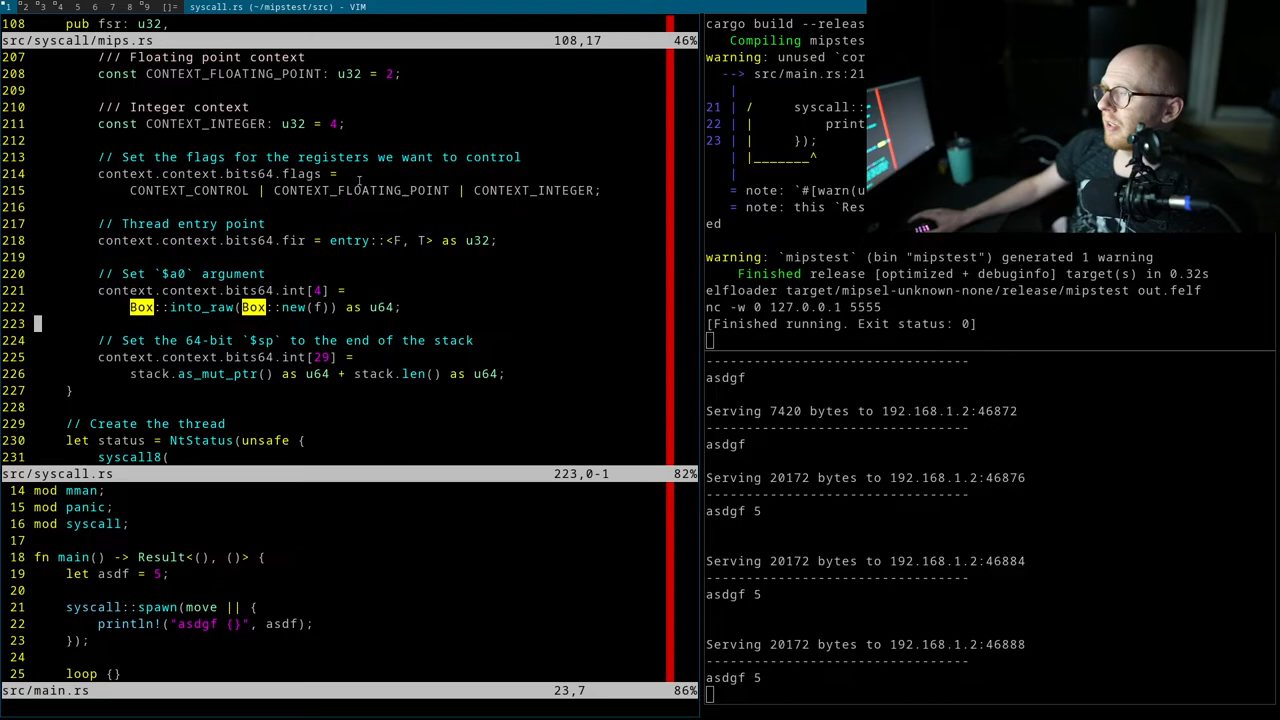 1 2 3 4 5 6 7 8 9 []= syscall.rs (~/mipstest/src) - VIM
108 pub fsr: u32,
src/syscall/mips.rs 108,17 46%
207 /// Floating point context
208 const CONTEXT_FLOATING_POINT: u32 = 2;
209
210 /// Integer context
211 const CONTEXT_INTEGER: u32 = 4;
212
213 // Set the flags for the registers we want to control
214 context.context.bits64.flags =
215 CONTEXT_CONTROL | CONTEXT_FLOATING_POINT | CONTEXT_INTEGER;
216
217 // Thread entry point
218 context.context.bits64.fir = entry::<F, T> as u32;
219
220 // Set `$a0` argument
221 context.context.bits64.int[4] =
222 Box::into_raw(Box::new(f)) as u64;
223
224 // Set the 64-bit `$sp` to the end of the stack
225 context.context.bits64.int[29] =
226 stack.as_mut_ptr() as u64 + stack.len() as u64;
227 }
228
229 // Create the thread
230 let status = NtStatus(unsafe {
231 syscall8(
src/syscall.rs 223,0-1 82%
14 mod mman;
15 mod panic;
16 mod syscall;
17
18 fn main() -> Result<(), ()> {
19 let asdf = 5;
20
21 syscall::spawn(move || {
22 println!("asdgf {}", asdf);
23 });
24
25 loop {}
src/main.rs 23,7 86%
cargo build --releas
Compiling mipstes
warning: unused `cor
--> src/main.rs:21
|
21 | / syscall::
22 | | print
23 | | });
| |_______^
|
= note: `#[warn(u
= note: this `Res
ed
warning: `mipstest` (bin "mipstest") generated 1 warning
Finished release [optimized + debuginfo] target(s) in 0.32s
elfloader target/mipsel-unknown-none/release/mipstest out.felf
nc -w 0 127.0.0.1 5555
[Finished running. Exit status: 0]
---------------------------------
asdgf
Serving 7420 bytes to 192.168.1.2:46872
---------------------------------
asdgf
Serving 20172 bytes to 192.168.1.2:46876
---------------------------------
asdgf 5
Serving 20172 bytes to 192.168.1.2:46884
---------------------------------
asdgf 5
Serving 20172 bytes to 192.168.1.2:46888
---------------------------------
asdgf 5